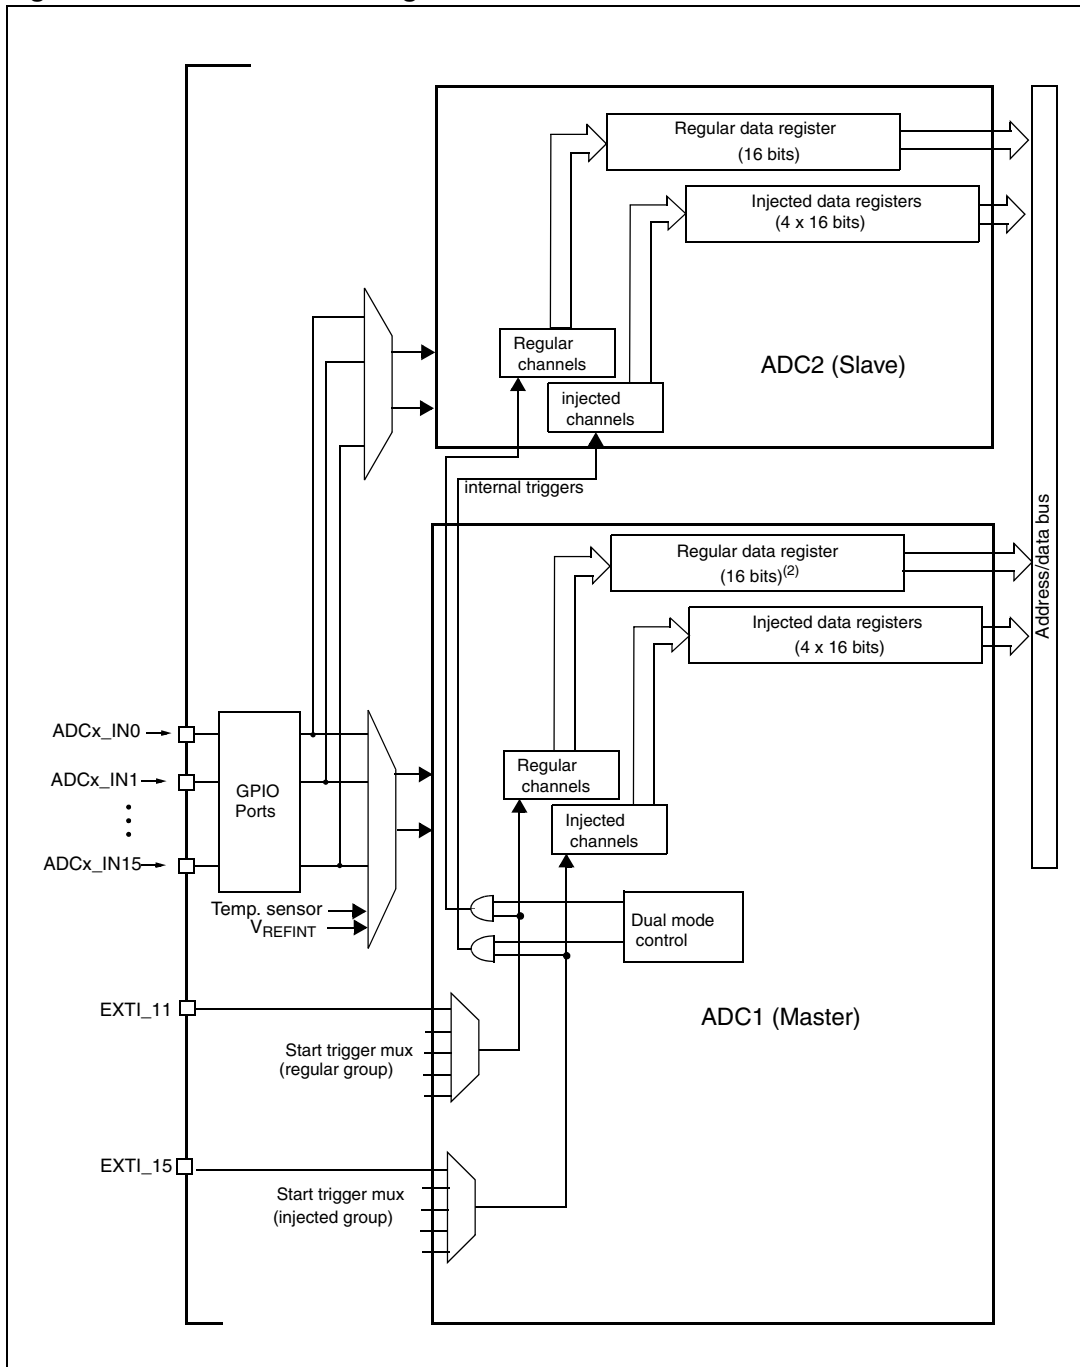 Regular data register
(16 bits)
Injected data registers
(4 x 16 bits)
Regular
channels
injected
channels
ADC2 (Slave)
internal triggers
Regular data register
(16 bits)(2)
Injected data registers
(4 x 16 bits)
Address/data bus
ADCx_IN0
ADCx_IN1
ADCx_IN15
GPIO
Ports
Regular
channels
Injected
channels
Temp. sensor
VREFINT
Dual mode
control
EXTI_11
ADC1 (Master)
Start trigger mux
(regular group)
EXTI_15
Start trigger mux
(injected group)